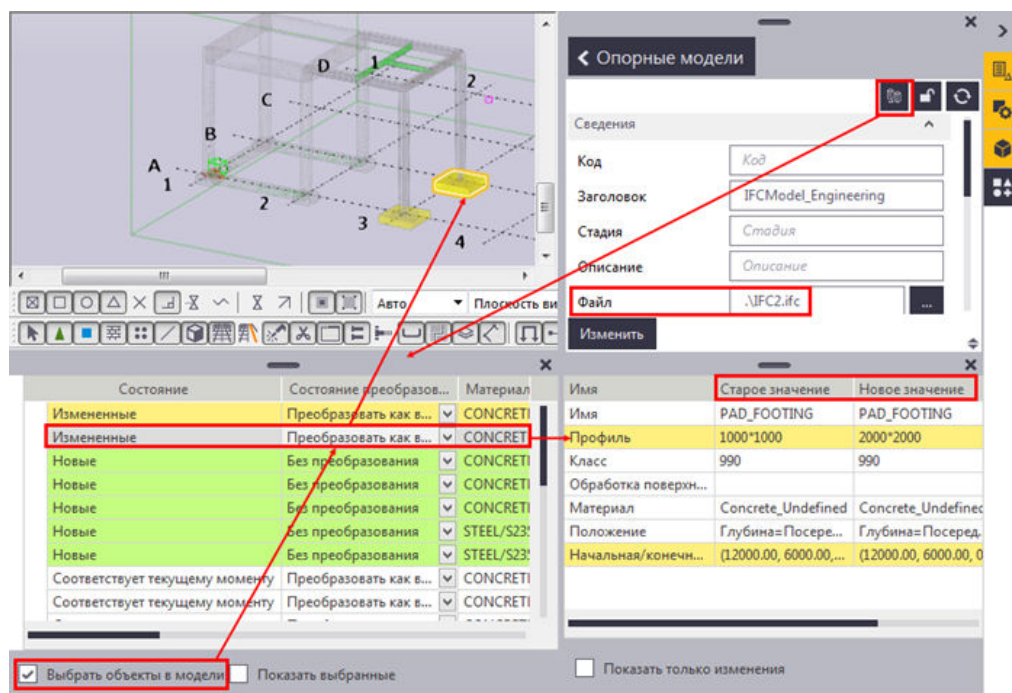 D 1 2
C
B
A
1
2
3
4
Авто Плоскость ви
Опорные модели
Сведения
Код Код
Заголовок IFCModel_Engineering
Стадия Стадия
Описание Описание
Файл .\IFC2.ifc ...
Изменить
Состояние Состояние преобразов... Материал
Измененные Преобразовать как в... CONCRETI
Измененные Преобразовать как в... CONCRET
Новые Без преобразования CONCRETI
Новые Без преобразования CONCRETI
Новые Без преобразования CONCRETI
Новые Без преобразования STEEL/S235
Новые Без преобразования STEEL/S235
Соответствует текущему моменту Преобразовать как в... CONCRETI
Соответствует текущему моменту Преобразовать как в... CONCRETI
Выбрать объекты в модели Показать выбранные
Имя Старое значение Новое значение
Имя PAD_FOOTING PAD_FOOTING
Профиль 1000*1000 2000*2000
Класс 990 990
Обработка поверхн...
Материал Concrete_Undefined Concrete_Undefined
Положение Глубина=Посере... Глубина=Посеред.
Начальная/конечн... (12000.00, 6000.00,... (12000.00, 6000.00, 0
Показать только изменения